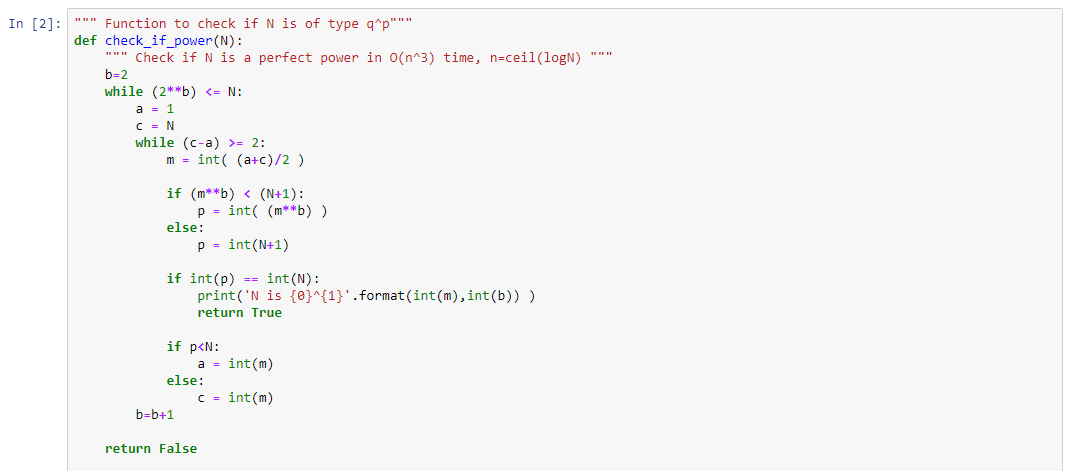 In [2]: """ Function to check if N is of type q^p"""
def check_if_power(N):
    """ Check if N is a perfect power in O(n^3) time, n=ceil(logN) """
    b=2
    while (2**b) <= N:
        a = 1
        c = N
        while (c-a) >= 2:
            m = int( (a+c)/2 )

            if (m**b) < (N+1):
                p = int( (m**b) )
            else:
                p = int(N+1)

            if int(p) == int(N):
                print('N is {0}^{1}'.format(int(m),int(b)) )
                return True

            if p<N:
                a = int(m)
            else:
                c = int(m)
        b=b+1

    return False